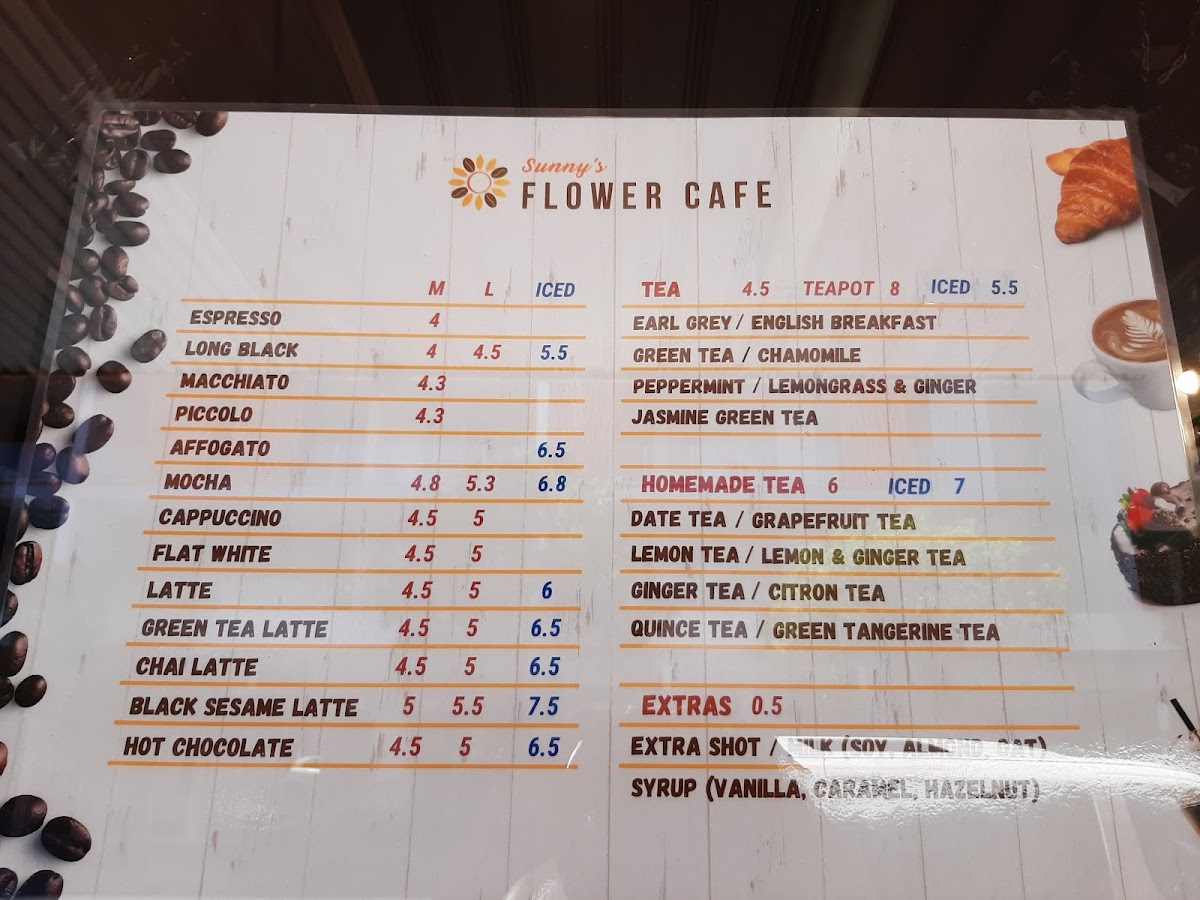 Sunny's
FLOWER CAFE
M L ICED
ESPRESSO 4
LONG BLACK 4 4.5 5.5
MACCHIATO 4.3
PICCOLO 4.3
AFFOGATO 6.5
MOCHA 4.8 5.3 6.8
CAPPUCCINO 4.5 5
FLAT WHITE 4.5 5
LATTE 4.5 5 6
GREEN TEA LATTE 4.5 5 6.5
CHAI LATTE 4.5 5 6.5
BLACK SESAME LATTE 5 5.5 7.5
HOT CHOCOLATE 4.5 5 6.5
TEA 4.5 TEAPOT 8 ICED 5.5
EARL GREY / ENGLISH BREAKFAST
GREEN TEA / CHAMOMILE
PEPPERMINT / LEMONGRASS & GINGER
JASMINE GREEN TEA
HOMEMADE TEA 6 ICED 7
DATE TEA / GRAPEFRUIT TEA
LEMON TEA / LEMON & GINGER TEA
GINGER TEA / CITRON TEA
QUINCE TEA / GREEN TANGERINE TEA
EXTRAS 0.5
EXTRA SHOT / MILK (SOY, ALMOND, OAT)
SYRUP (VANILLA, CARAMEL, HAZELNUT)